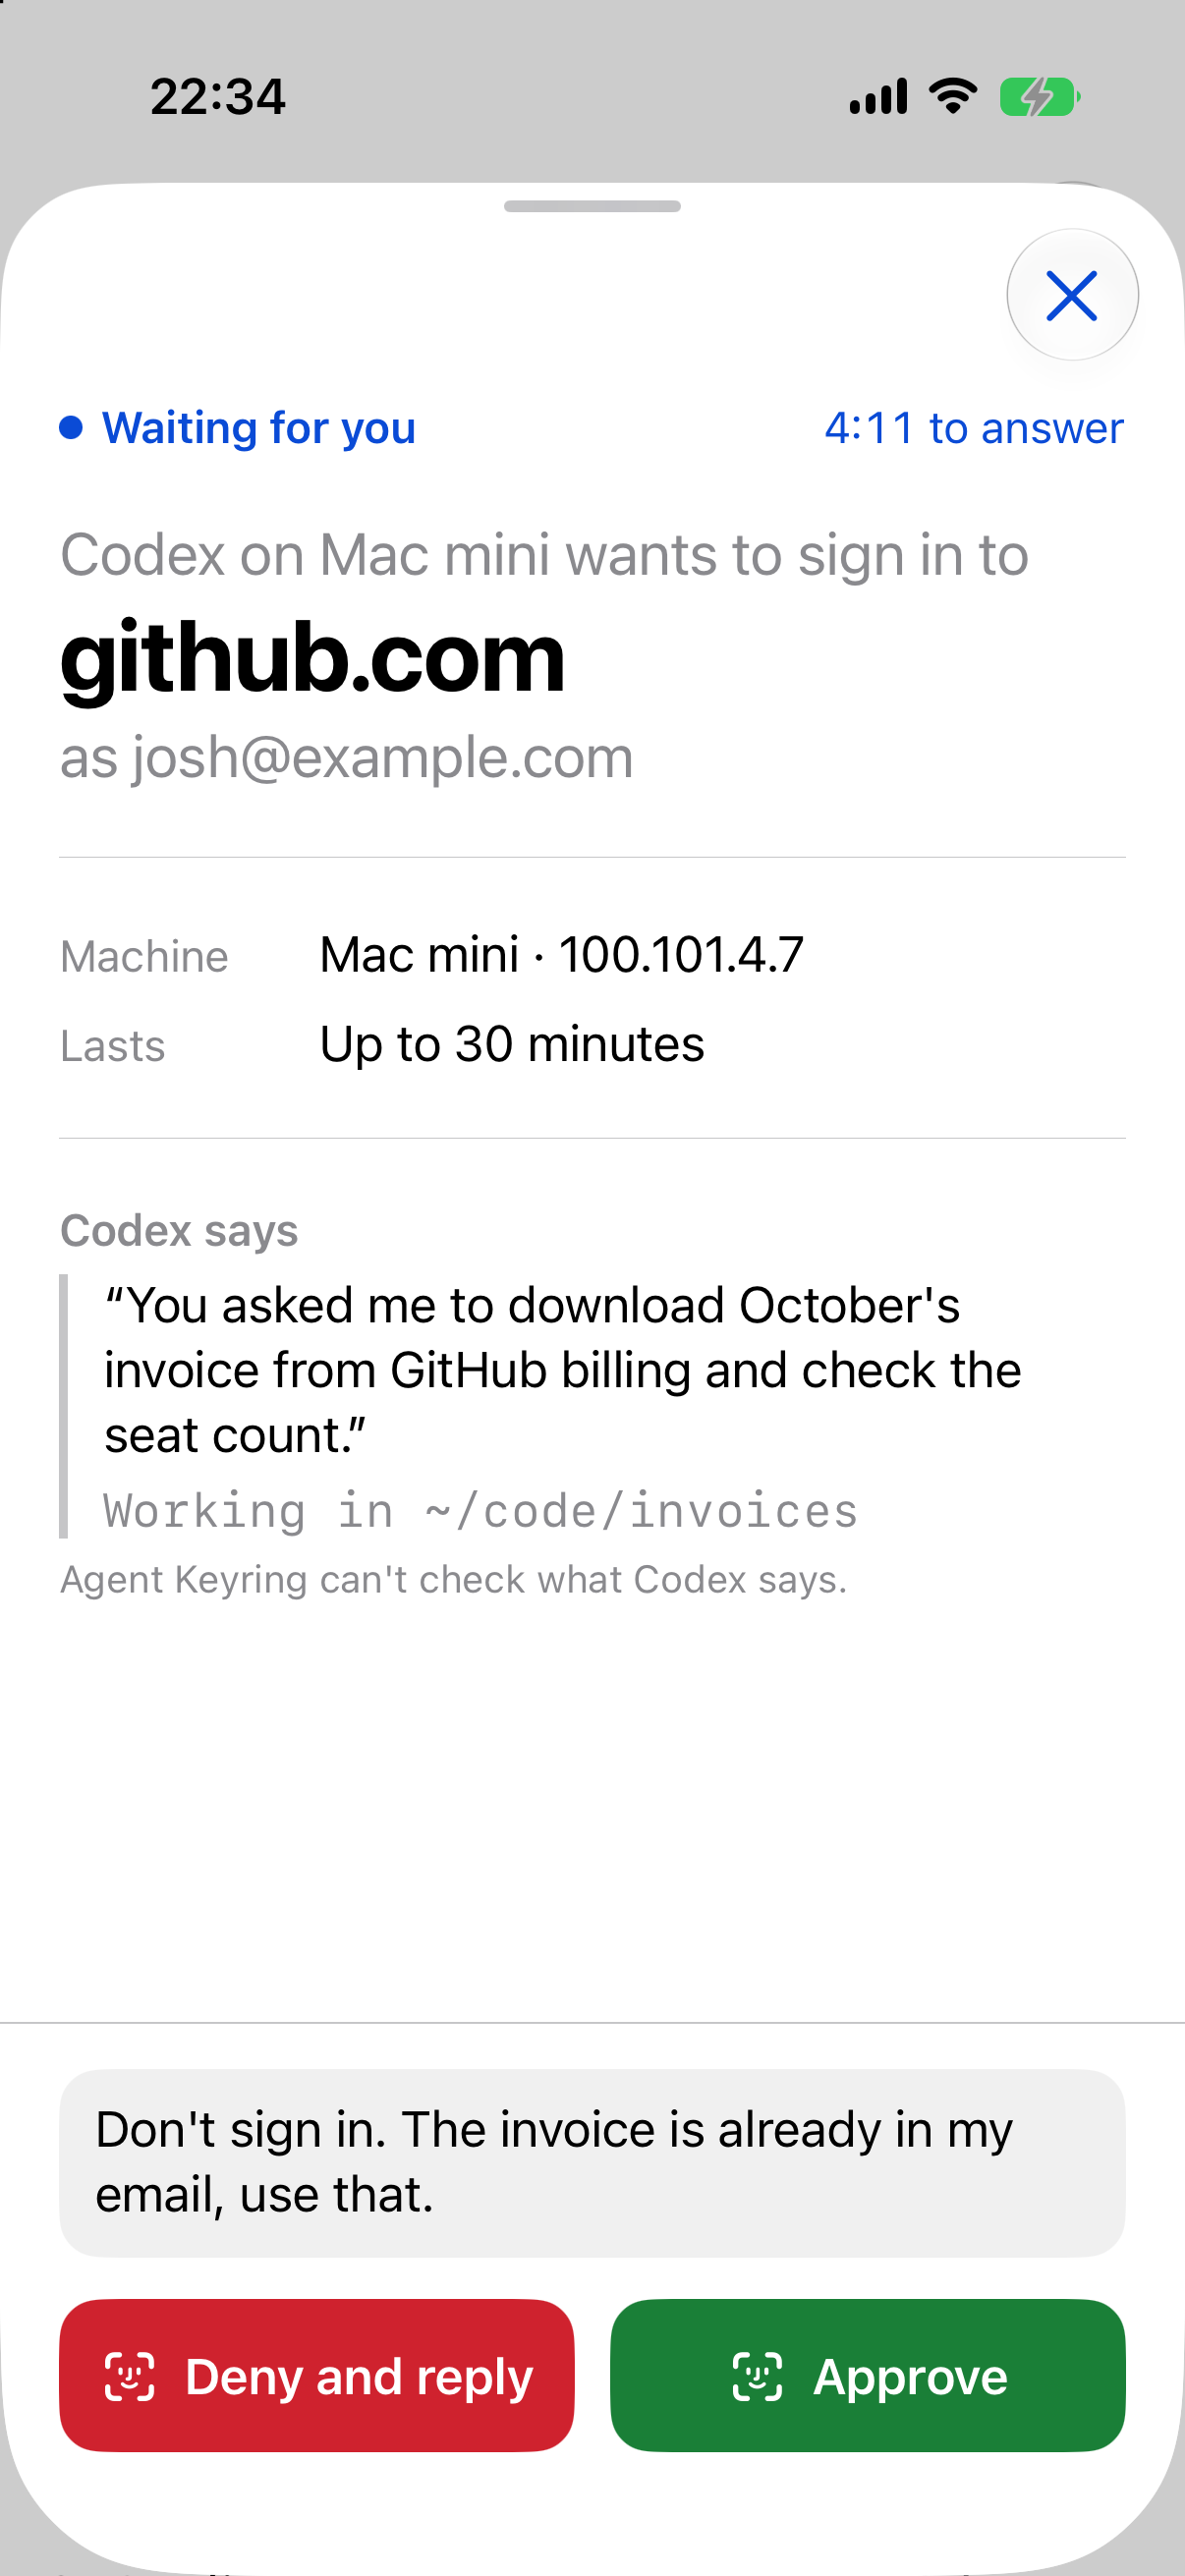 22:34
Waiting for you
4:11 to answer
Codex on Mac mini wants to sign in to
github.com
as josh@example.com
Machine
Mac mini · 100.101.4.7
Lasts
Up to 30 minutes
Codex says
“You asked me to download October's
invoice from GitHub billing and check the
seat count.”
Working in ~/code/invoices
Agent Keyring can't check what Codex says.
Don't sign in. The invoice is already in my
email, use that.
Deny and reply
Approve